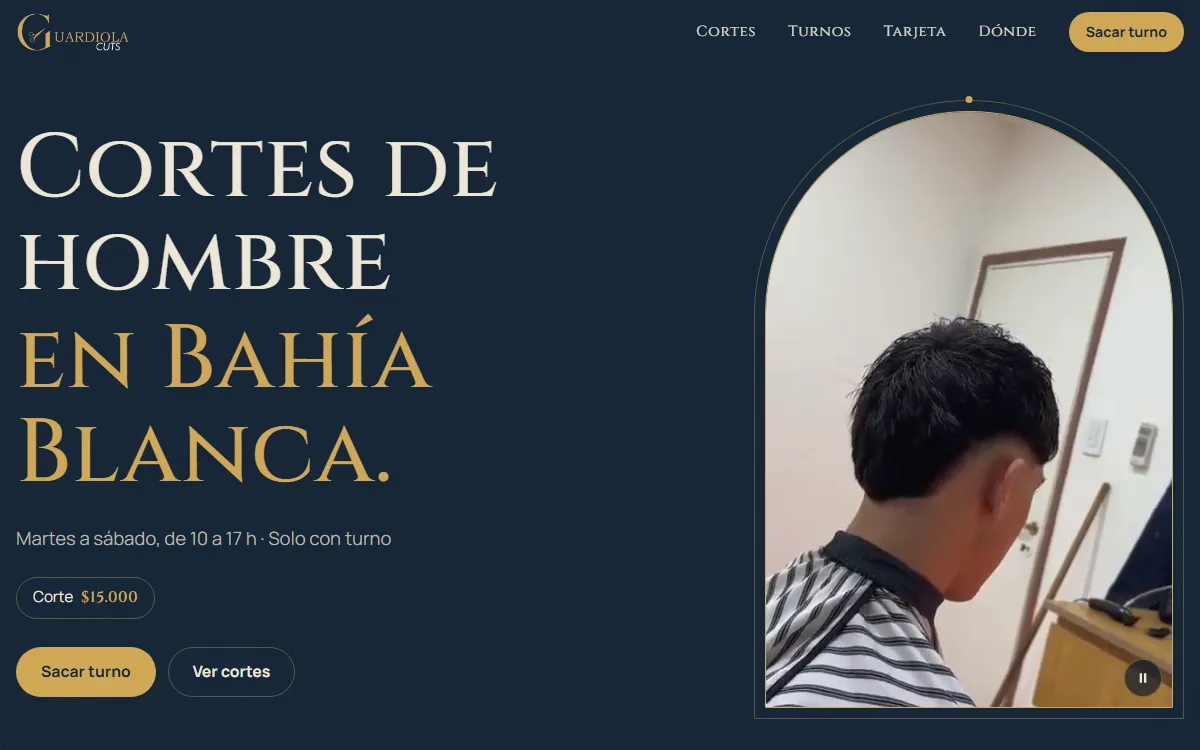 GUARDIOLA
CUTS
Cortes
Turnos
Tarjeta
Dónde
Sacar turno
Cortes de
hombre
en Bahía
Blanca.
Martes a sábado, de 10 a 17 h · Solo con turno
Corte $15.000
Sacar turno
Ver cortes